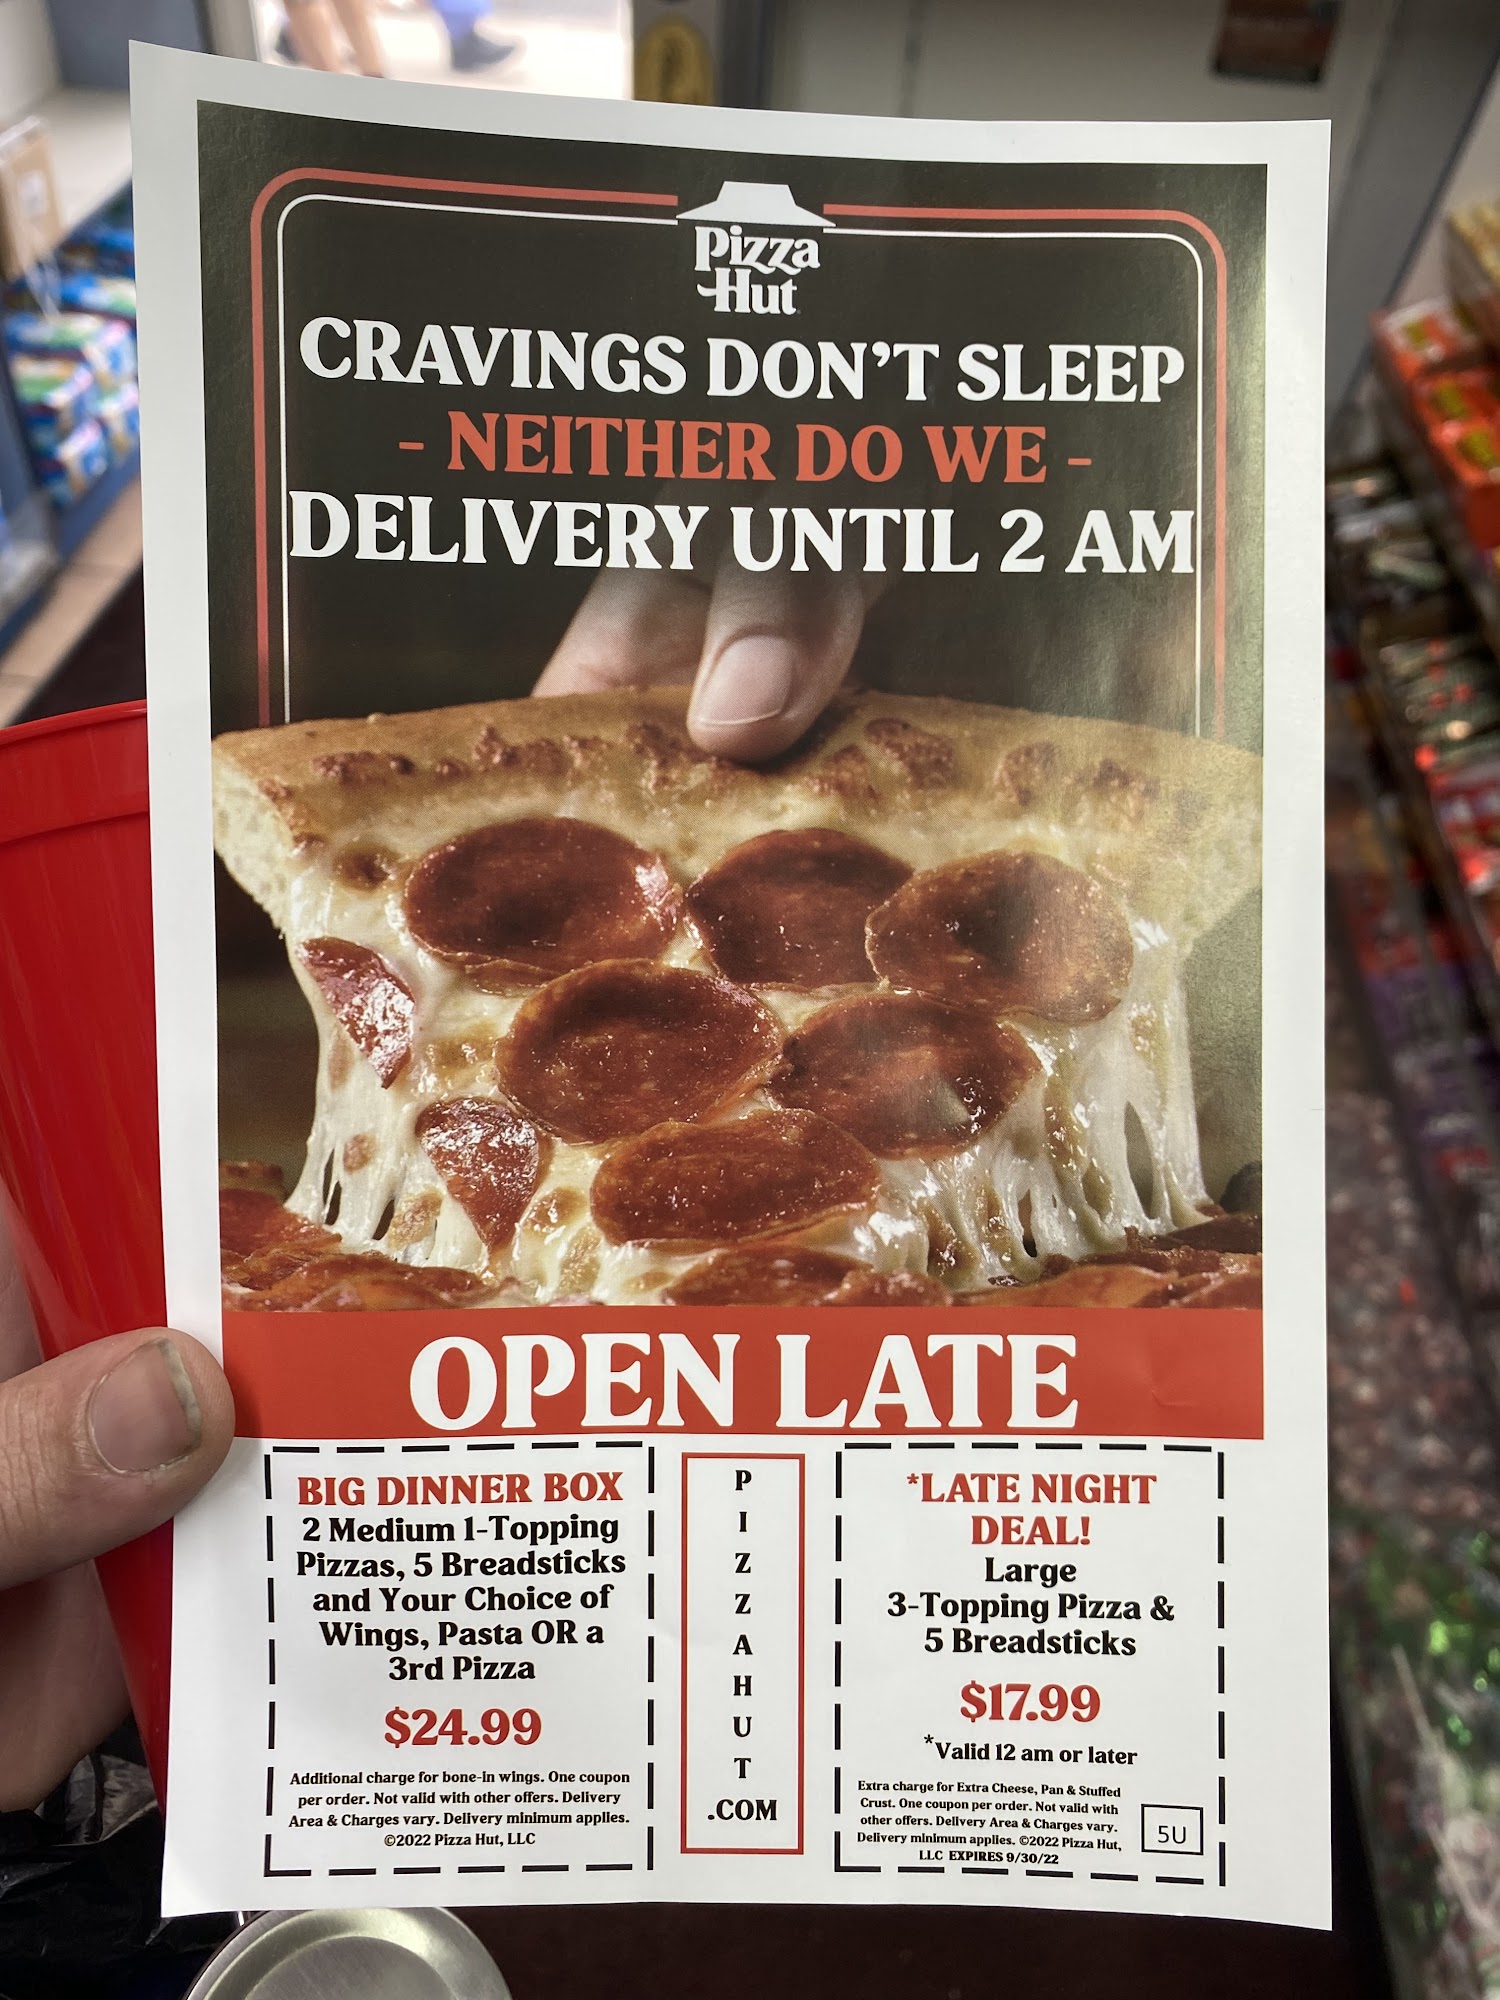 Pizza
Hut
CRAVINGS DON'T SLEEP
- NEITHER DO WE -
DELIVERY UNTIL 2 AM
OPEN LATE
BIG DINNER BOX
2 Medium 1-Topping
Pizzas, 5 Breadsticks
and Your Choice of
Wings, Pasta OR a
3rd Pizza
$24.99
Additional charge for bone-in wings. One coupon
per order. Not valid with other offers. Delivery
Area & Charges vary. Delivery minimum applies.
©2022 Pizza Hut, LLC
P
I
Z
Z
A
H
U
T
.COM
*LATE NIGHT
DEAL!
Large
3-Topping Pizza &
5 Breadsticks
$17.99
*Valid 12 am or later
Extra charge for Extra Cheese, Pan & Stuffed
Crust. One coupon per order. Not valid with
other offers. Delivery Area & Charges vary.
Delivery minimum applies. ©2022 Pizza Hut,
LLC EXPIRES 9/30/22
5U